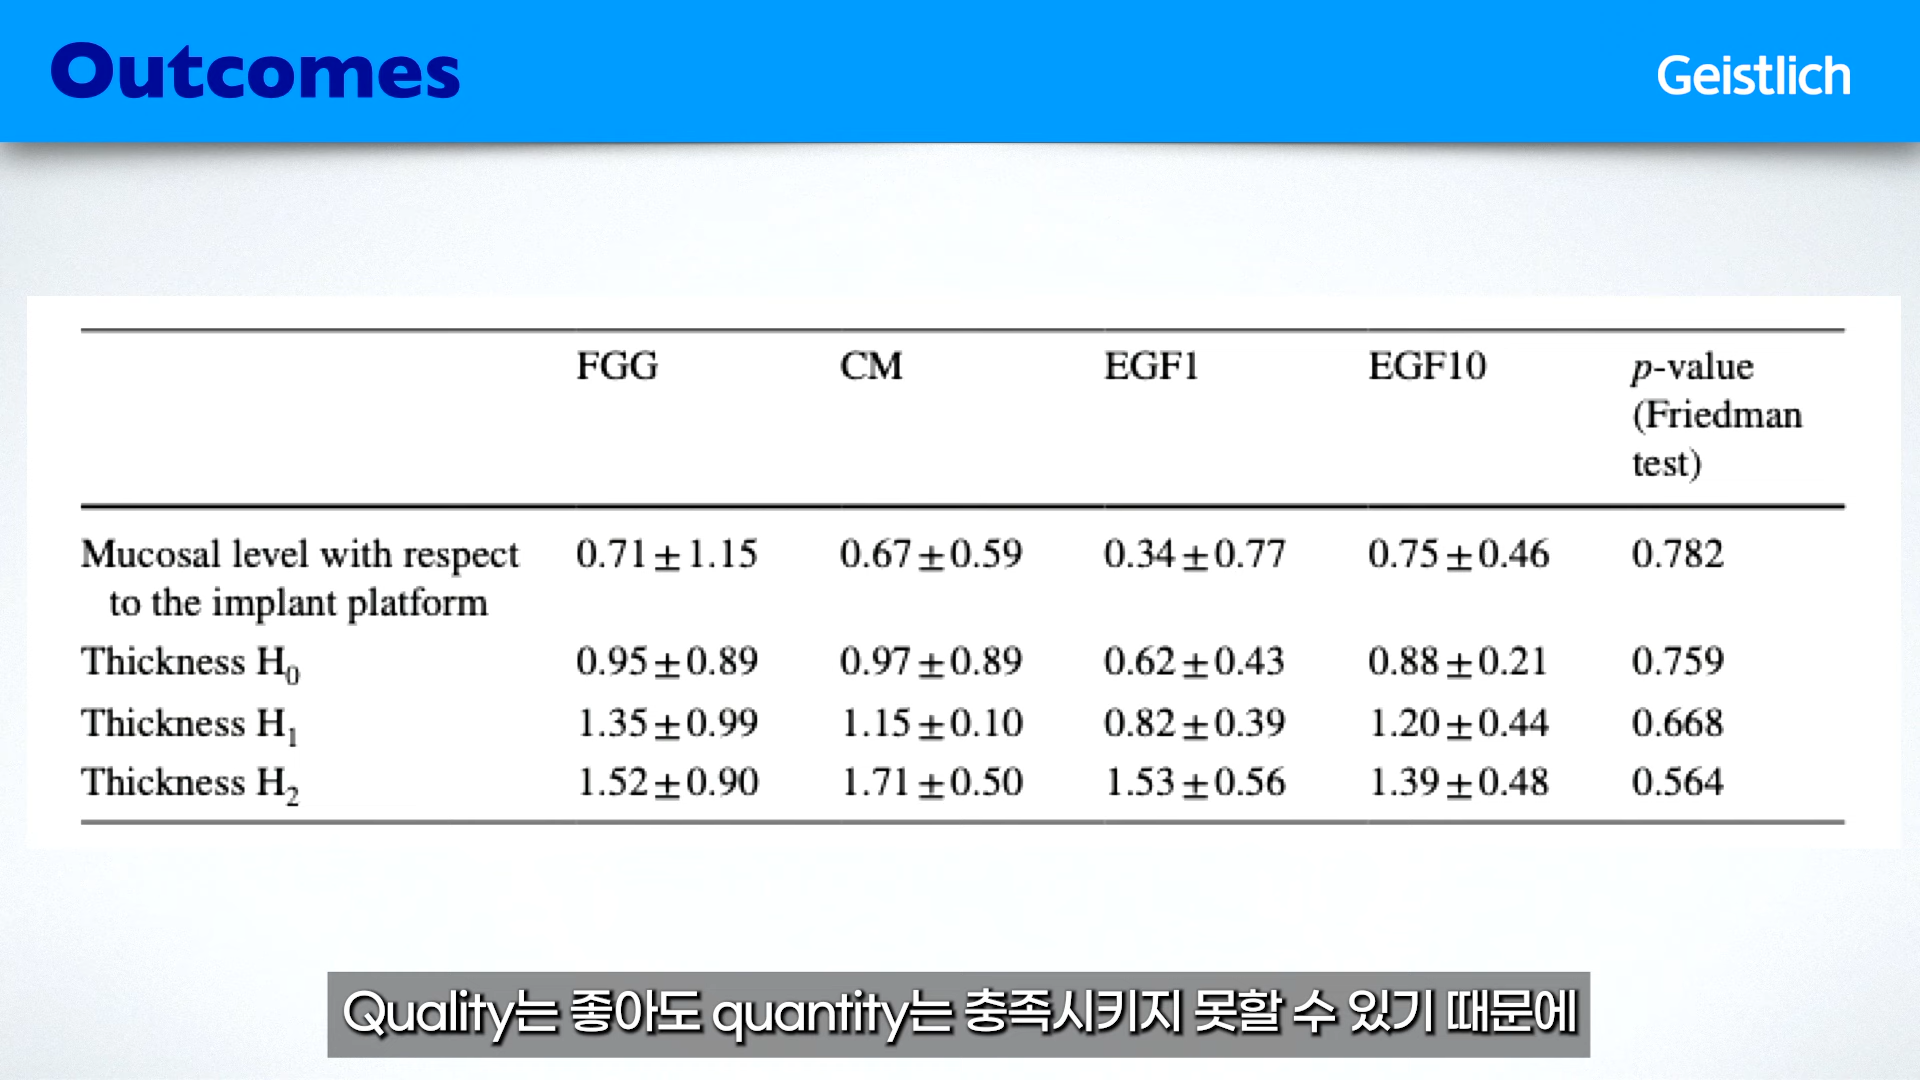 Outcomes
Geistlich
FGG CM EGF1 EGF10 p-value
(Friedman
test)
Mucosal level with respect 0.71±1.15 0.67±0.59 0.34±0.77 0.75±0.46 0.782
to the implant platform
Thickness H₀ 0.95±0.89 0.97±0.89 0.62±0.43 0.88±0.21 0.759
Thickness H₁ 1.35±0.99 1.15±0.10 0.82±0.39 1.20±0.44 0.668
Thickness H₂ 1.52±0.90 1.71±0.50 1.53±0.56 1.39±0.48 0.564
Quality는 좋아도 quantity는 충족시키지 못할 수 있기 때문에